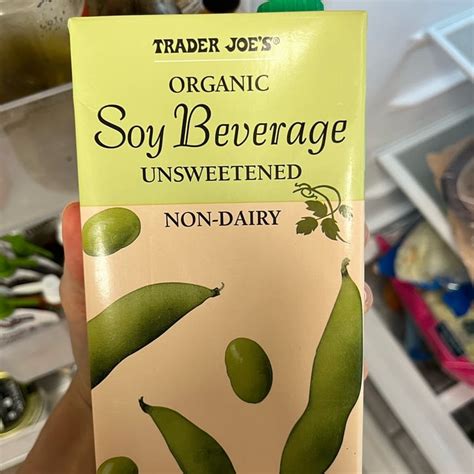 TRADER JOE'S®
ORGANIC
Soy Beverage
UNSWEETENED
NON-DAIRY